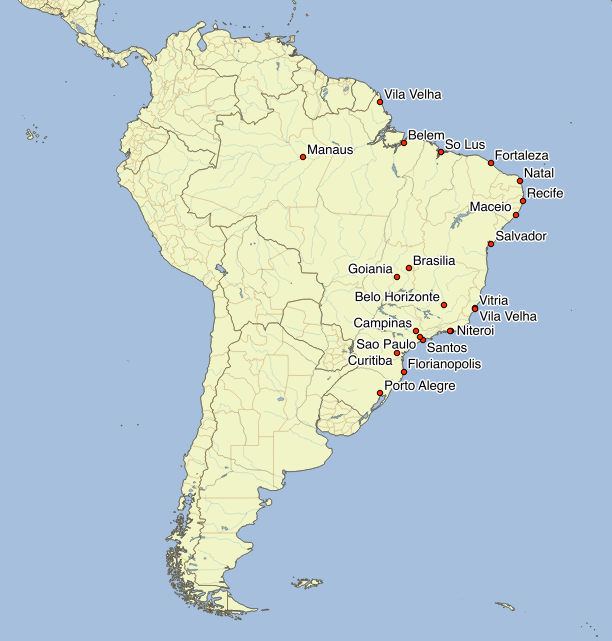 Vila Velha
Belem
So Lus
Manaus
Fortaleza
Natal
Recife
Maceio
Salvador
Brasilia
Goiania
Belo Horizonte
Vitria
Vila Velha
Campinas
Niteroi
Sao Paulo
Santos
Curitiba
Florianopolis
Porto Alegre